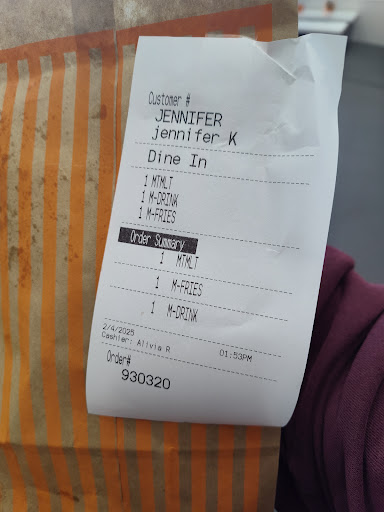 Customer #
JENNIFER
jennifer K
Dine In
1 MTMLT
1 M-DRINK
1 M-FRIES
Order Summary
1 MTMLT
1 M-FRIES
1 M-DRINK
2/4/2025 01:53PM
Cashier: Alivia R
Order#
930320